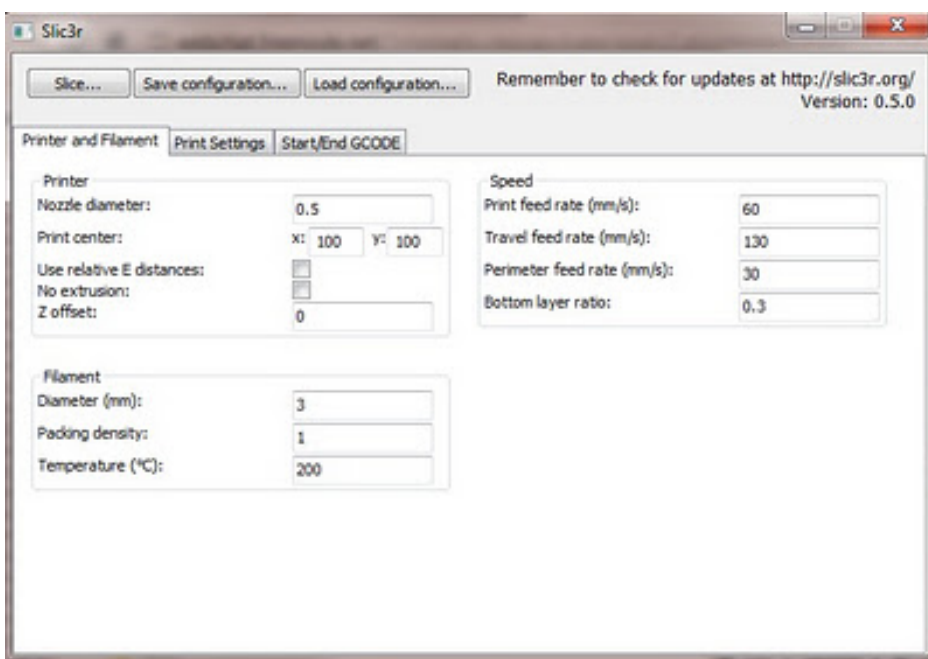 Slic3r
Slice... Save configuration... Load configuration... Remember to check for updates at http://slic3r.org/
Version: 0.5.0
Printer and Filament Print Settings Start/End GCODE
Printer
Nozzle diameter: 0.5
Print center: x: 100 y: 100
Use relative E distances:
No extrusion:
Z offset: 0
Filament
Diameter (mm): 3
Packing density: 1
Temperature (°C): 200
Speed
Print feed rate (mm/s): 60
Travel feed rate (mm/s): 130
Perimeter feed rate (mm/s): 30
Bottom layer ratio: 0.3